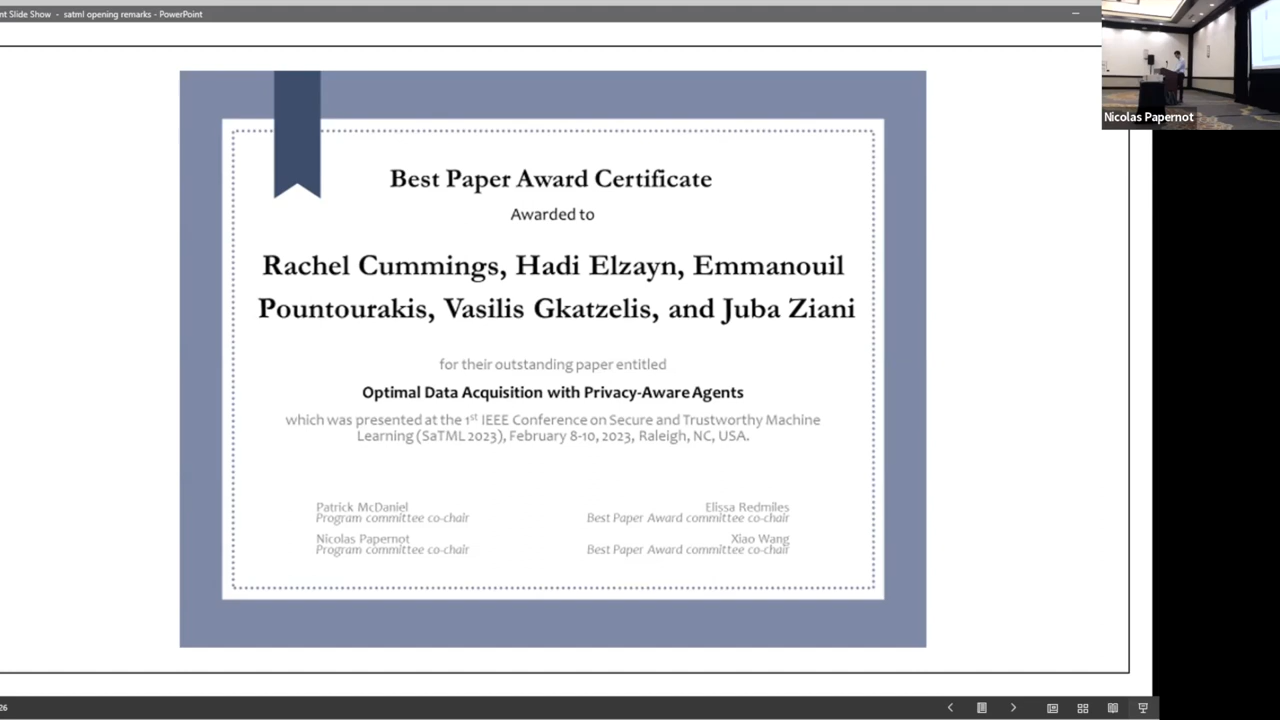 nt Slide Show - satml opening remarks - PowerPoint
Nicolas Papernot
Best Paper Award Certificate
Awarded to
Rachel Cummings, Hadi Elzayn, Emmanouil
Pountourakis, Vasilis Gkatzelis, and Juba Ziani
for their outstanding paper entitled
Optimal Data Acquisition with Privacy-Aware Agents
which was presented at the 1st IEEE Conference on Secure and Trustworthy Machine
Learning (SaTML 2023), February 8-10, 2023, Raleigh, NC, USA.
Patrick McDaniel
Program committee co-chair
Elissa Redmiles
Best Paper Award committee co-chair
Nicolas Papernot
Program committee co-chair
Xiao Wang
Best Paper Award committee co-chair
26